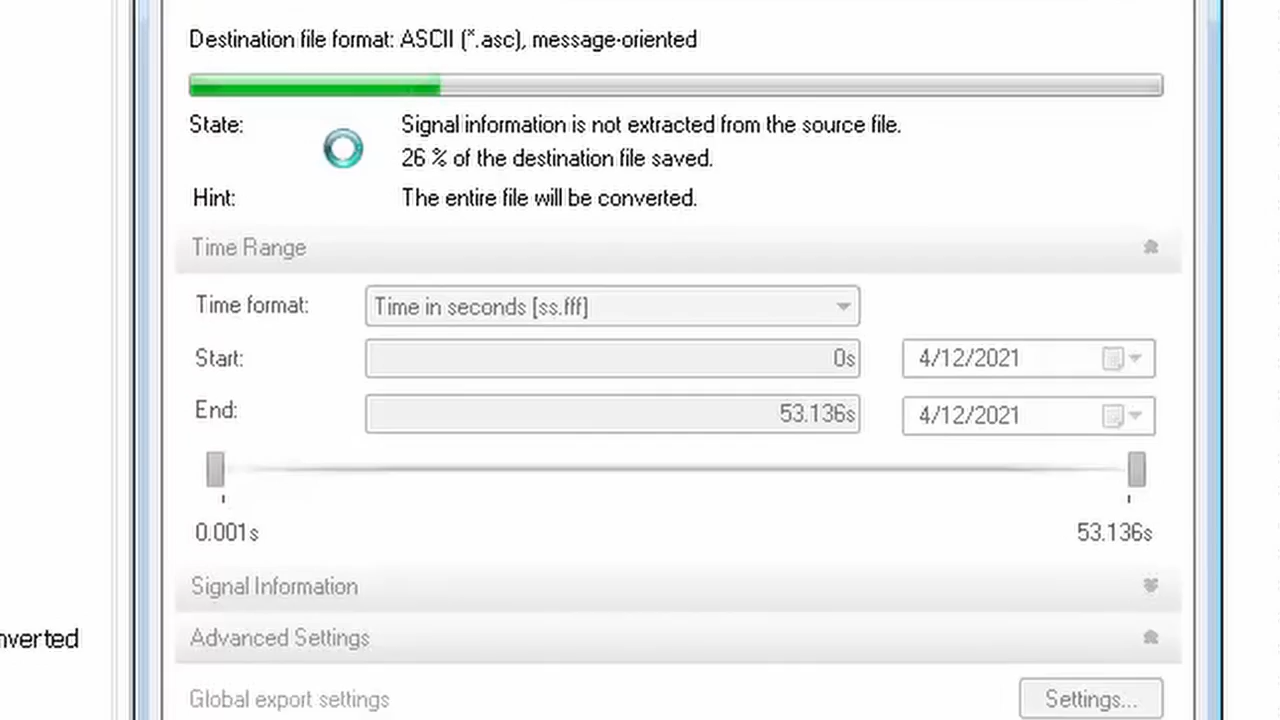 Destination file format: ASCII (*.asc), message-oriented
State: Signal information is not extracted from the source file.
26 % of the destination file saved.
Hint: The entire file will be converted.
Time Range
Time format: Time in seconds [ss.fff]
Start: 0s 4/12/2021
End: 53.136s 4/12/2021
0.001s 53.136s
Signal Information
nverted
Advanced Settings
Global export settings Settings...